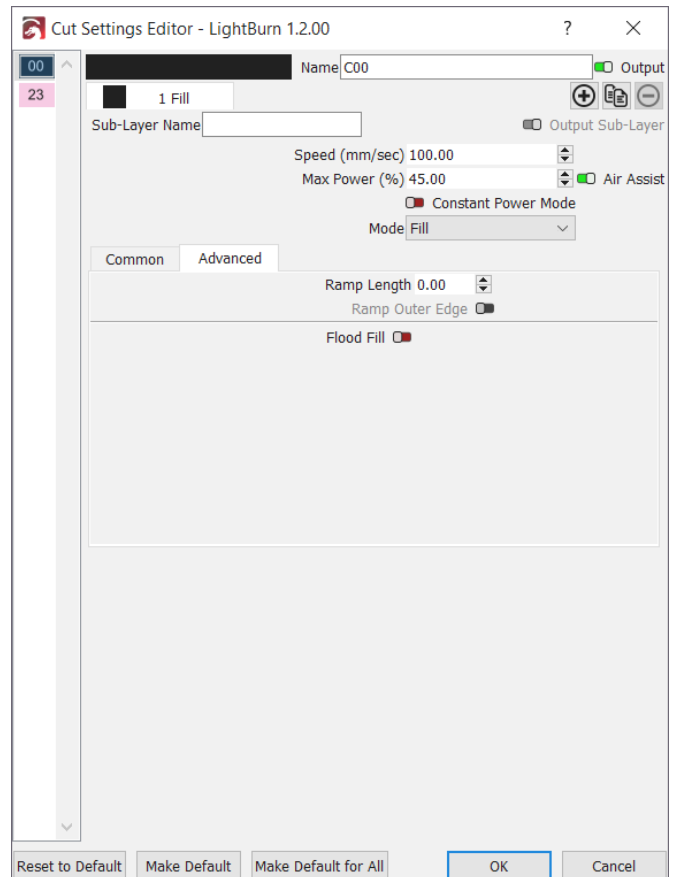 Cut Settings Editor - LightBurn 1.2.00 ?
00 Name C00 Output
23 1 Fill
Sub-Layer Name Output Sub-Layer
Speed (mm/sec) 100.00
Max Power (%) 45.00 Air Assist
Constant Power Mode
Mode Fill
Common Advanced
Ramp Length 0.00
Ramp Outer Edge
Flood Fill
Reset to Default Make Default Make Default for All OK Cancel